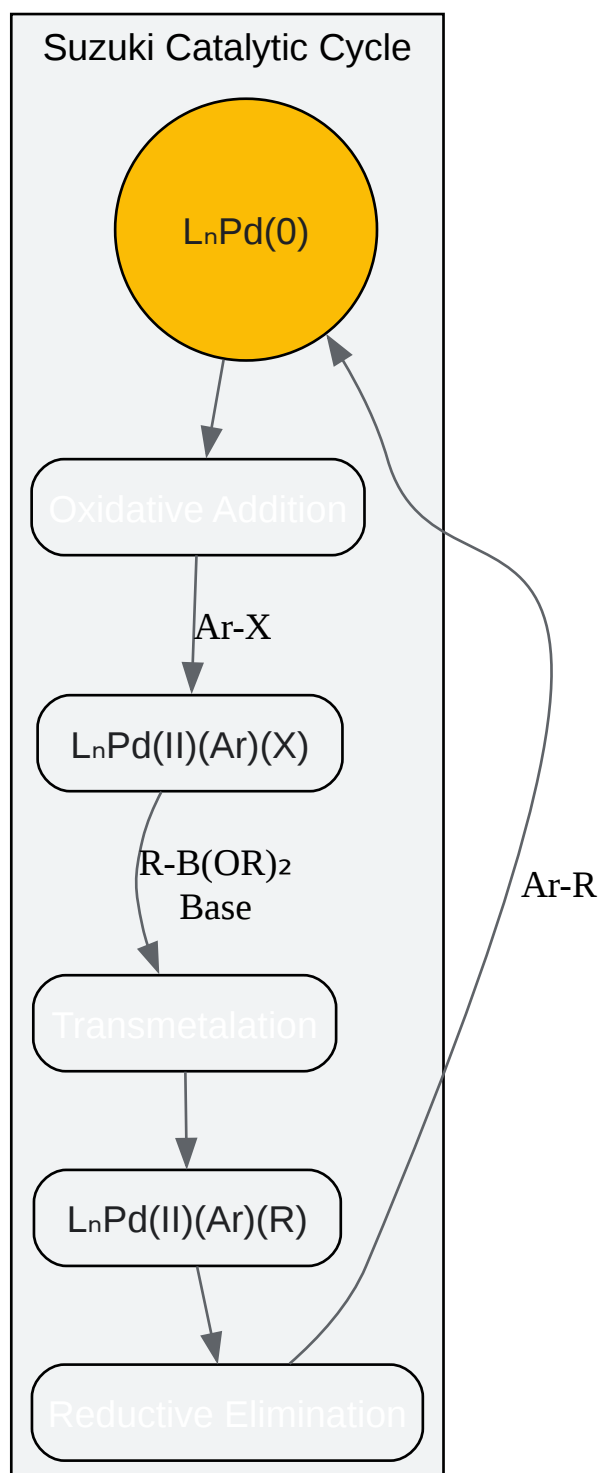 Suzuki Catalytic Cycle
LₙPd(0)
Oxidative Addition
Ar-X
LₙPd(II)(Ar)(X)
R-B(OR)₂
Base
Ar-R
Transmetalation
LₙPd(II)(Ar)(R)
Reductive Elimination